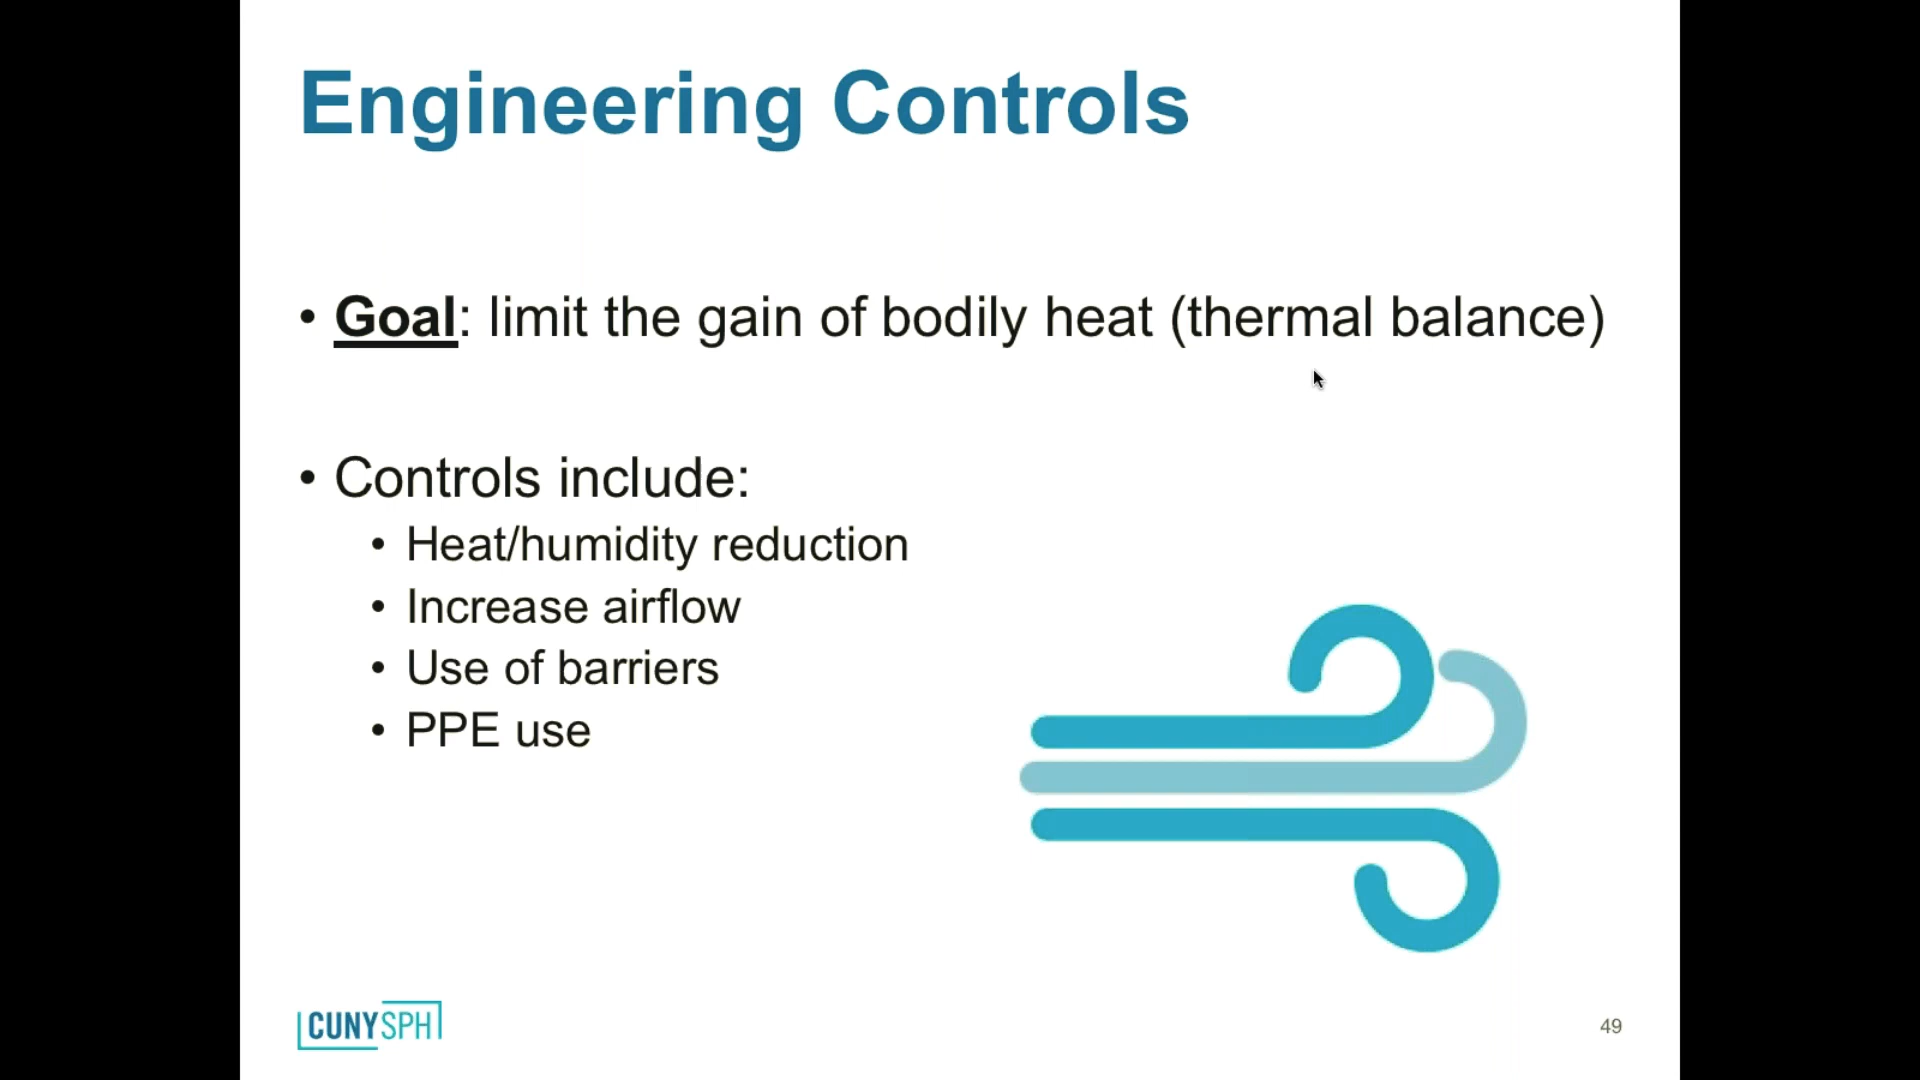 Engineering Controls
• Goal: limit the gain of bodily heat (thermal balance)
• Controls include:
• Heat/humidity reduction
• Increase airflow
• Use of barriers
• PPE use
CUNYSPH
49